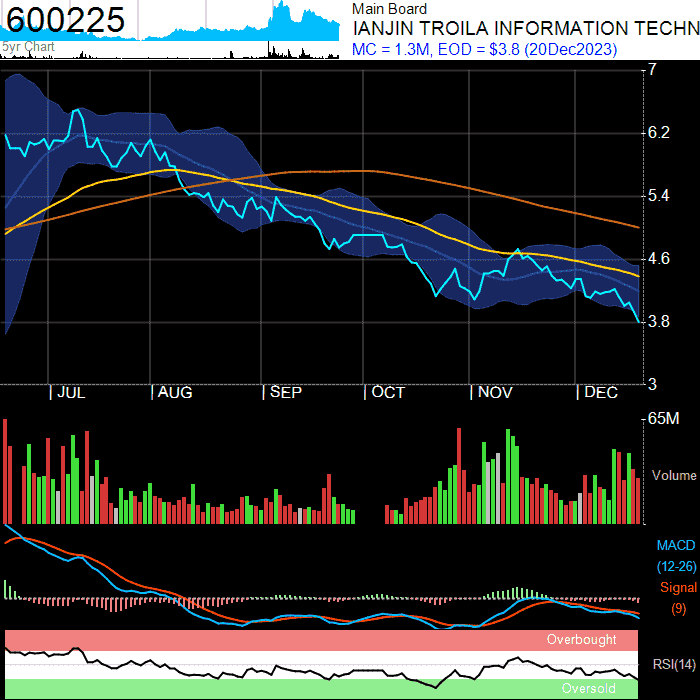 600225
5yr Chart
Main Board
IANJIN TROILA INFORMATION TECHN
MC = 1.3M, EOD = $3.8 (20Dec2023)
7
6.2
5.4
4.6
3.8
3
JUL AUG SEP OCT NOV DEC
65M
Volume
MACD
(12-26)
Signal
(9)
Overbought
RSI(14)
Oversold